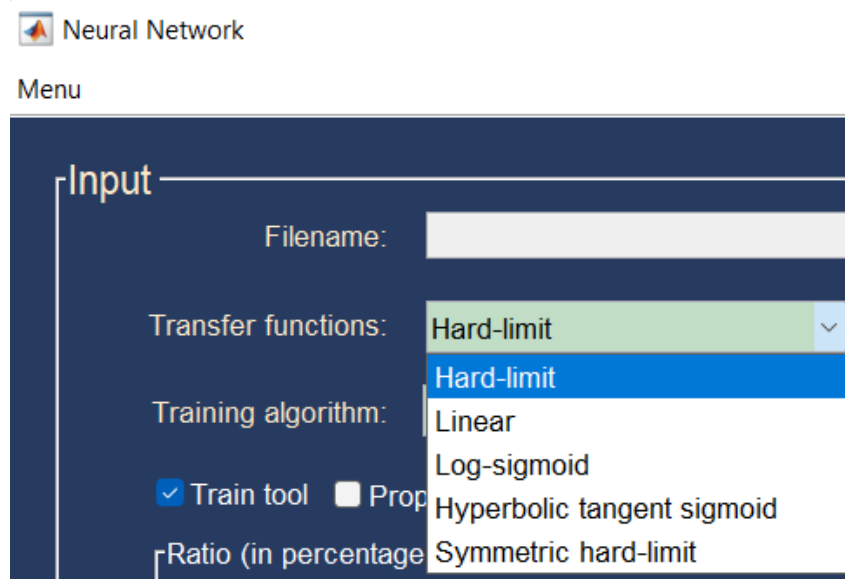 Neural Network
Menu
Input
Filename:
Transfer functions: Hard-limit
Hard-limit
Training algorithm:
Linear
Log-sigmoid
Train tool
Hyperbolic tangent sigmoid
Ratio (in percentage
Symmetric hard-limit